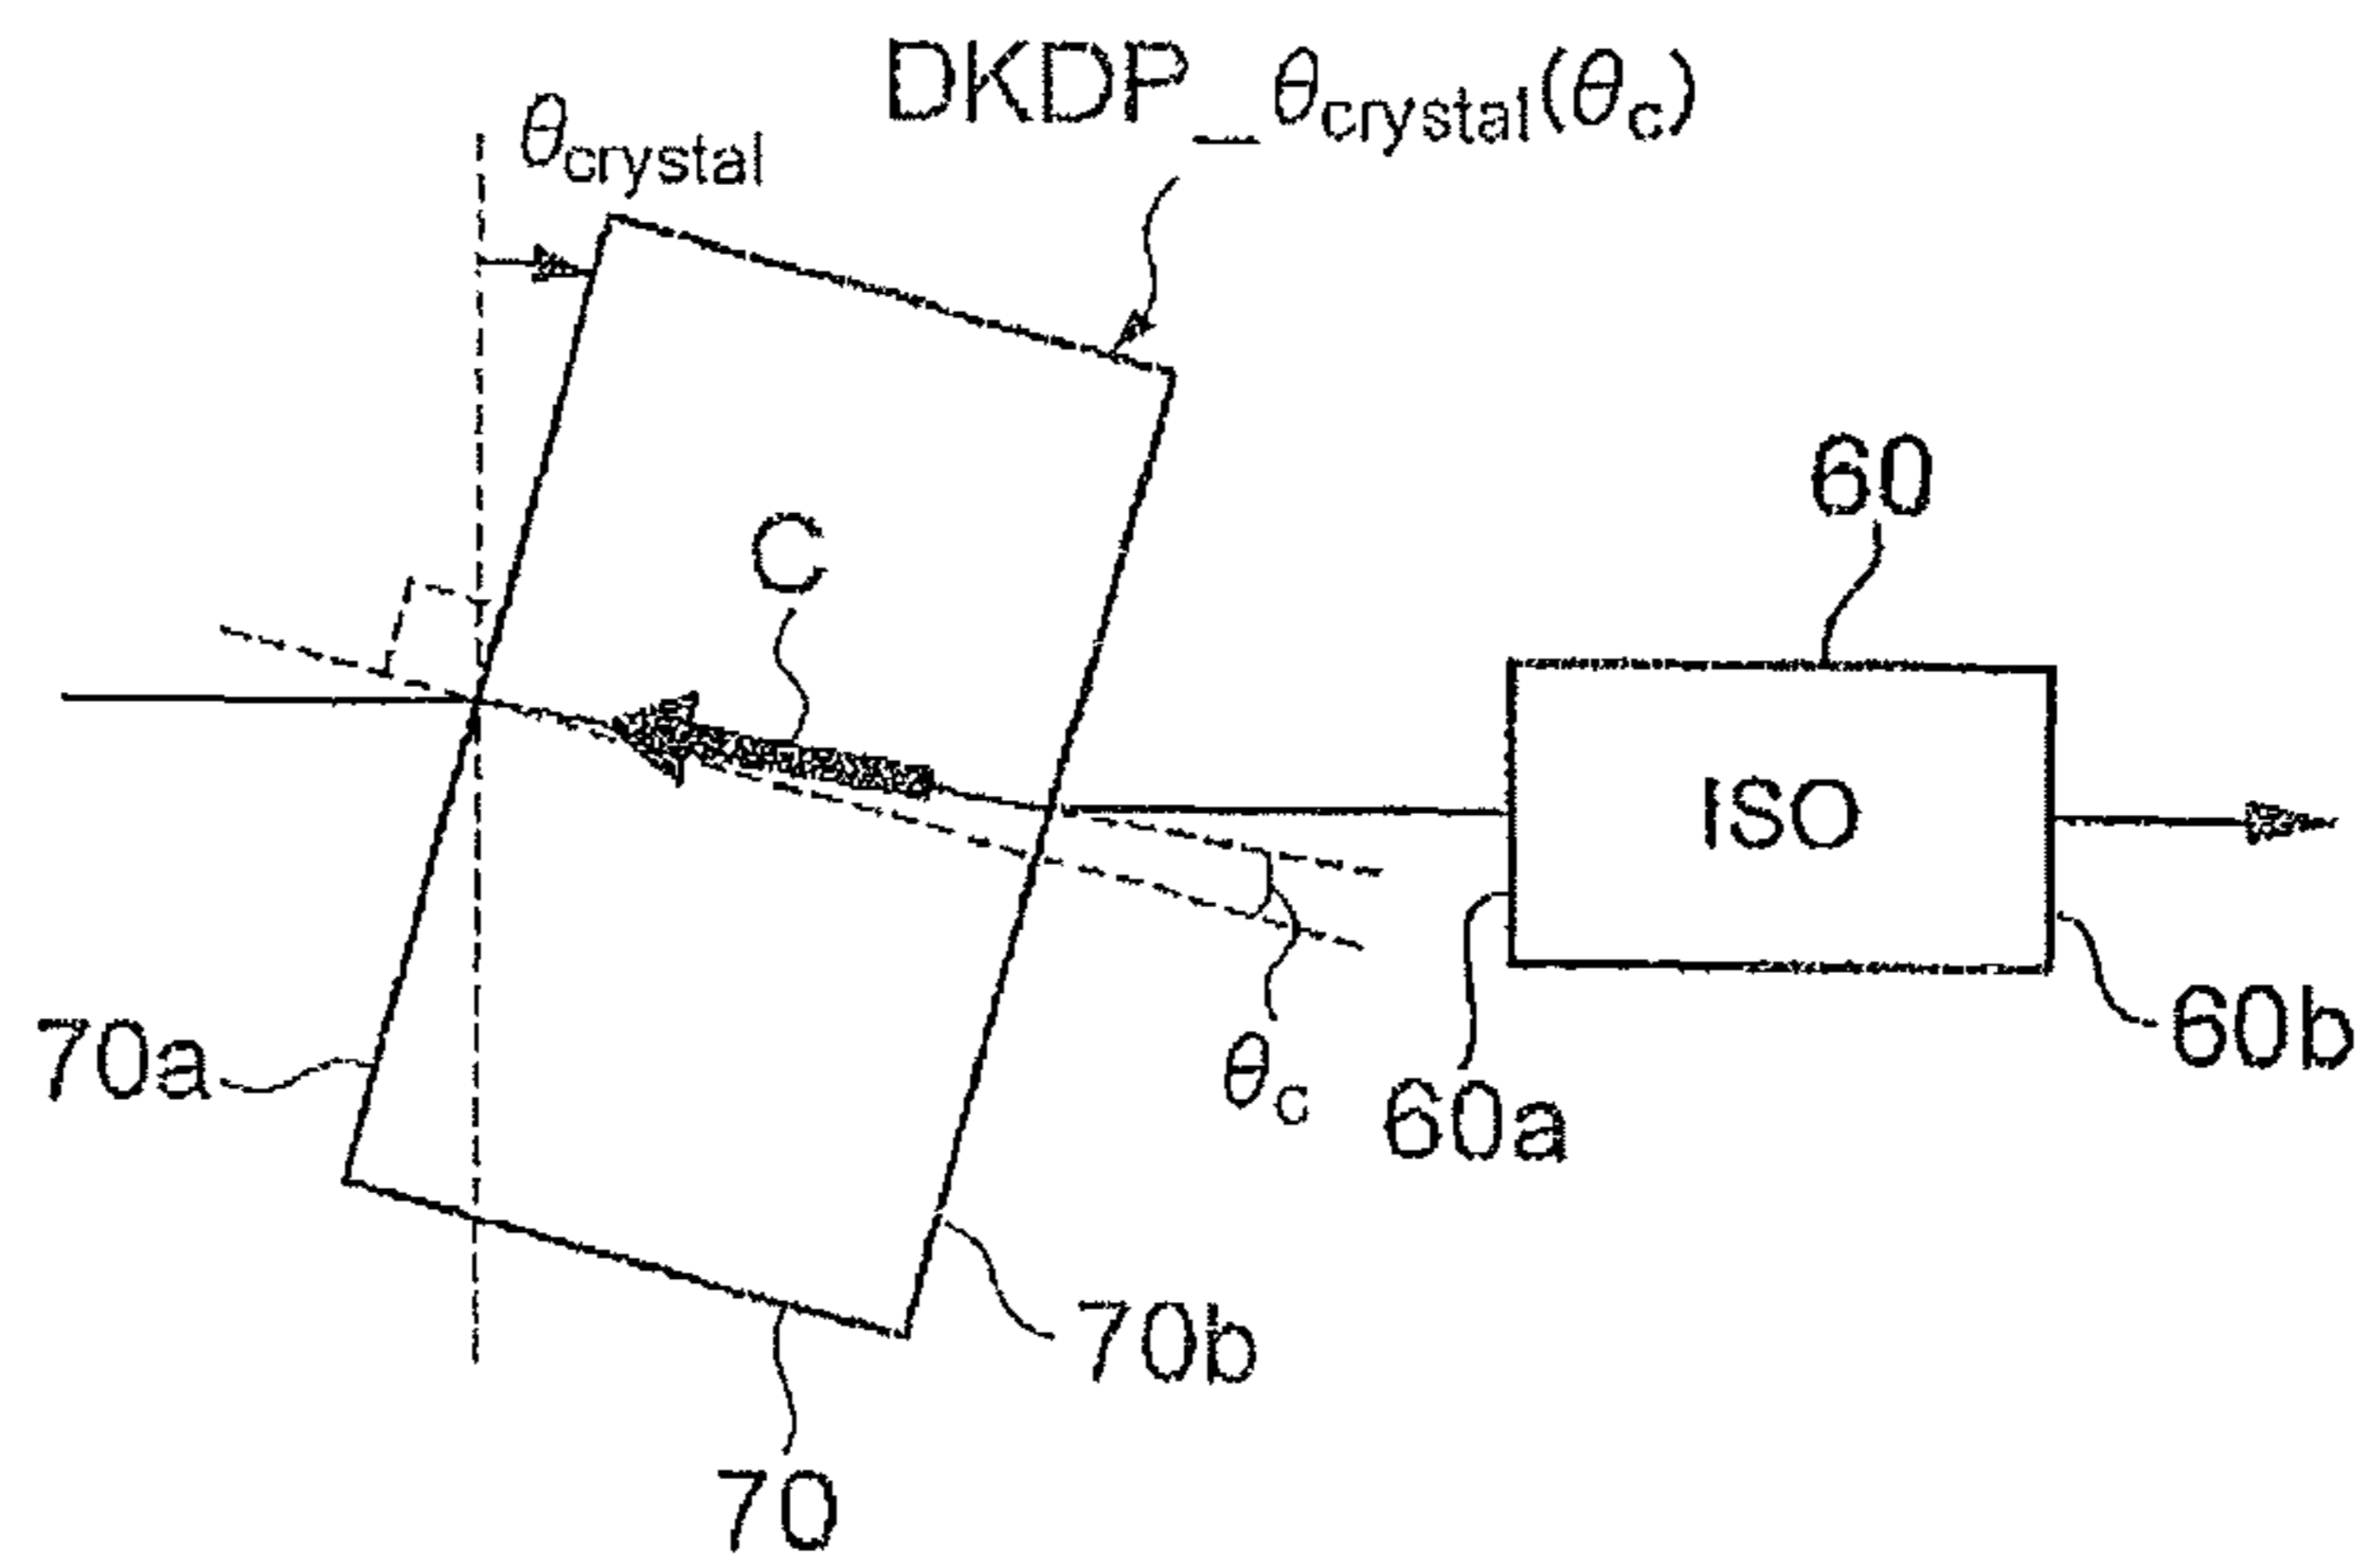 DKDP_θcrystal(θc)
θcrystal
60
C
ISO
70a
60b
θc
60a
70b
70